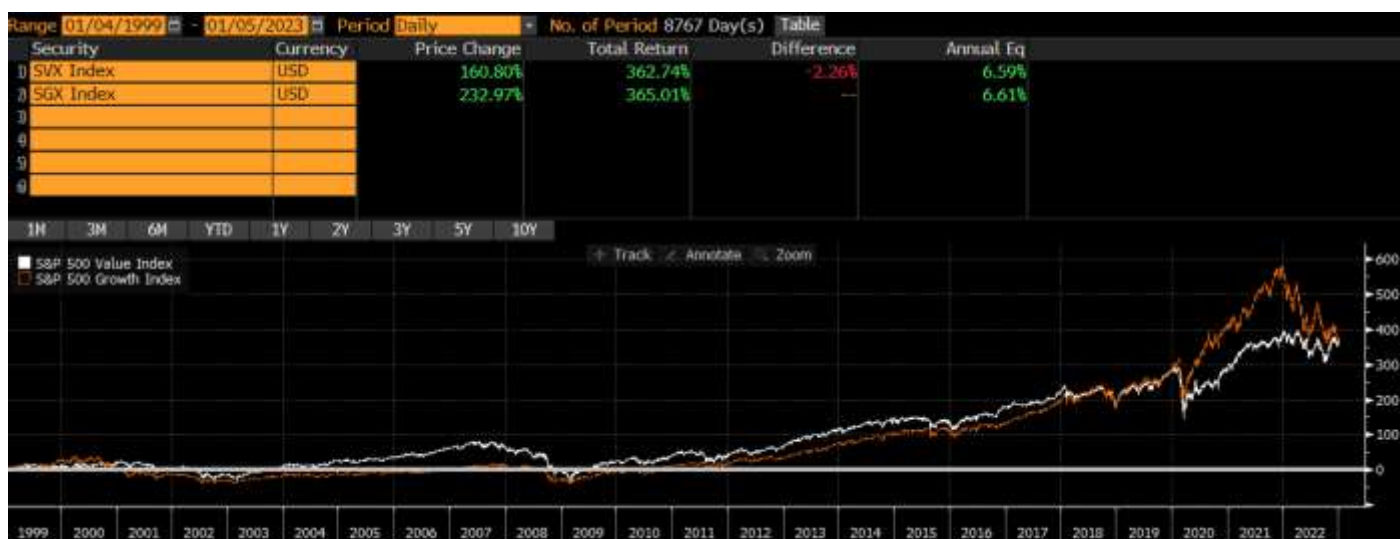 Range 01/04/1999 - 01/05/2023 Period Daily No. of Period 8767 Day(s) Table
Security Currency Price Change Total Return Difference Annual Eq
1) SVX Index USD 160.80% 362.74% -2.26% 6.59%
2) SGX Index USD 232.97% 365.01% -- 6.61%
3)
4)
5)
6)
1M 3M 6M YTD 1Y 2Y 3Y 5Y 10Y
+ Track Annotate Zoom
S&P 500 Value Index
S&P 500 Growth Index
600
500
400
300
200
100
0
1999 2000 2001 2002 2003 2004 2005 2006 2007 2008 2009 2010 2011 2012 2013 2014 2015 2016 2017 2018 2019 2020 2021 2022